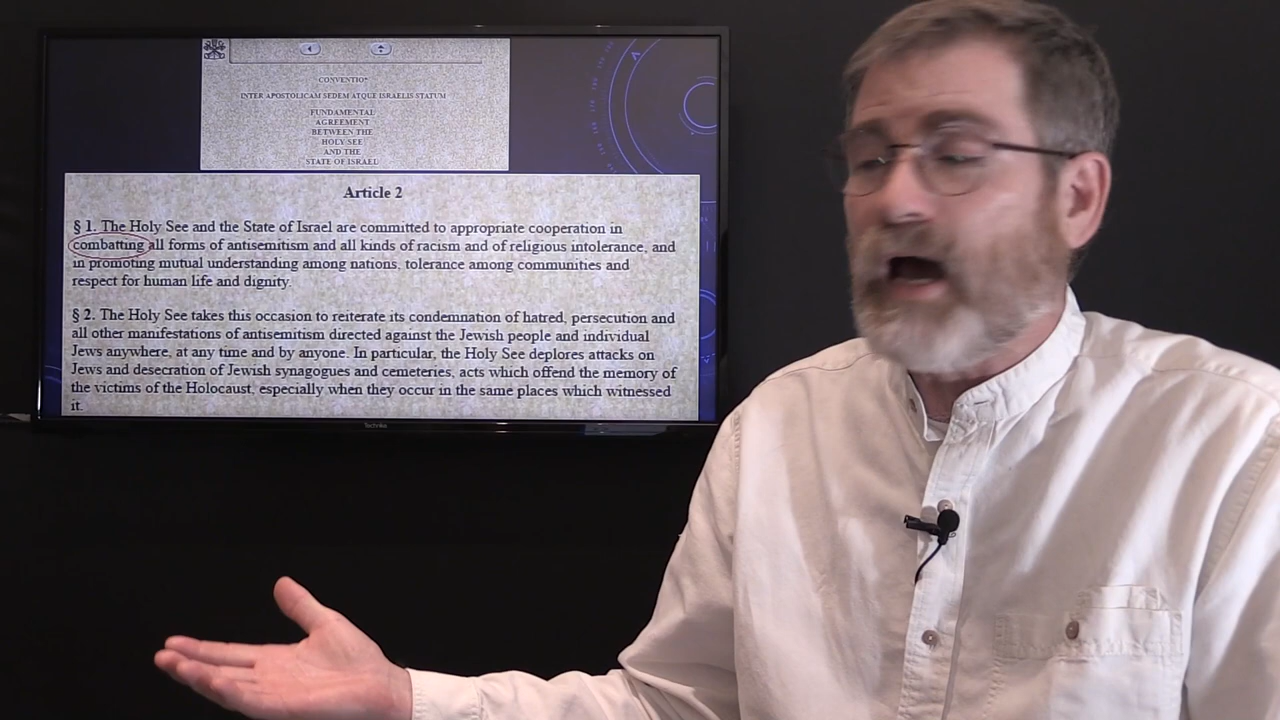 CONVENTIO*
INTER APOSTOLICAM SEDEM ATQUE ISRAELIS STATUM
FUNDAMENTAL
AGREEMENT
BETWEEN THE
HOLY SEE
AND THE
STATE OF ISRAEL
Article 2
§ 1. The Holy See and the State of Israel are committed to appropriate cooperation in
combatting all forms of antisemitism and all kinds of racism and of religious intolerance, and
in promoting mutual understanding among nations, tolerance among communities and
respect for human life and dignity.
§ 2. The Holy See takes this occasion to reiterate its condemnation of hatred, persecution and
all other manifestations of antisemitism directed against the Jewish people and individual
Jews anywhere, at any time and by anyone. In particular, the Holy See deplores attacks on
Jews and desecration of Jewish synagogues and cemeteries, acts which offend the memory of
the victims of the Holocaust, especially when they occur in the same places which witnessed
it.
Technika